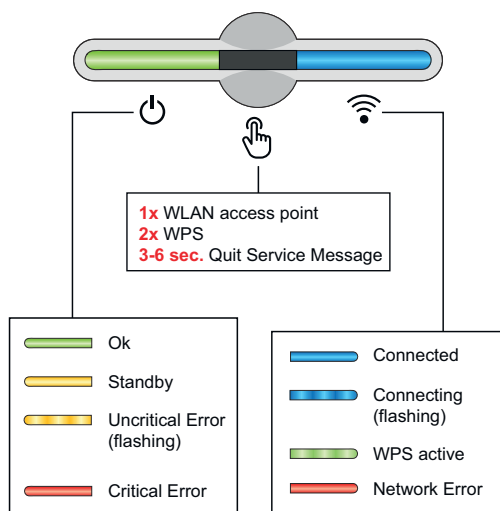 1x WLAN access point
2x WPS
3-6 sec. Quit Service Message
Ok
Standby
Uncritical Error
(flashing)
Critical Error
Connected
Connecting
(flashing)
WPS active
Network Error